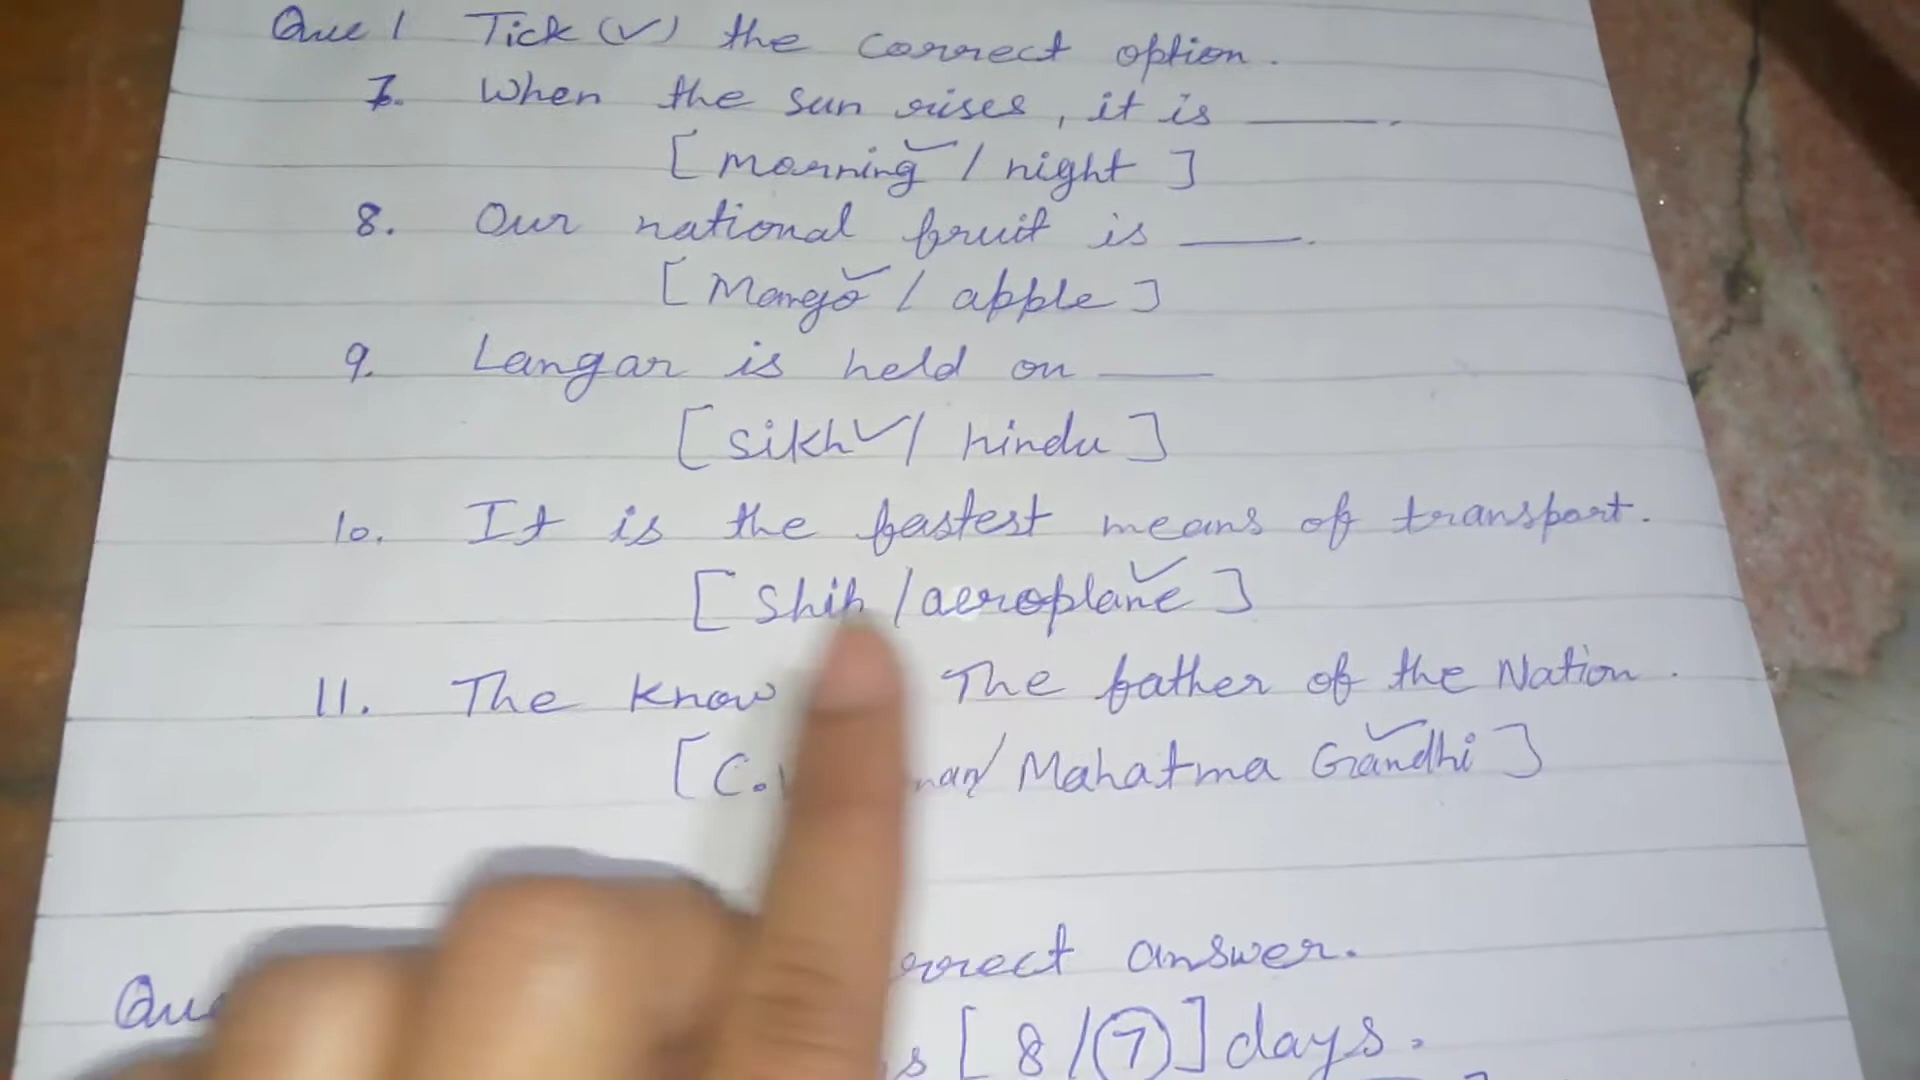 Que 1 Tick (✓) the correct option.
7. When the sun rises, it is ____.
[Morning ✓ / night]
8. Our national fruit is ____.
[Mango ✓ / apple]
9. Langar is held on ____
[Sikh ✓ / hindu]
10. It is the fastest means of transport.
[Ship / aeroplane ✓]
11. The know The father of the Nation.
[C. / Mahatma Gandhi ✓]
answer.
[8/7] days.